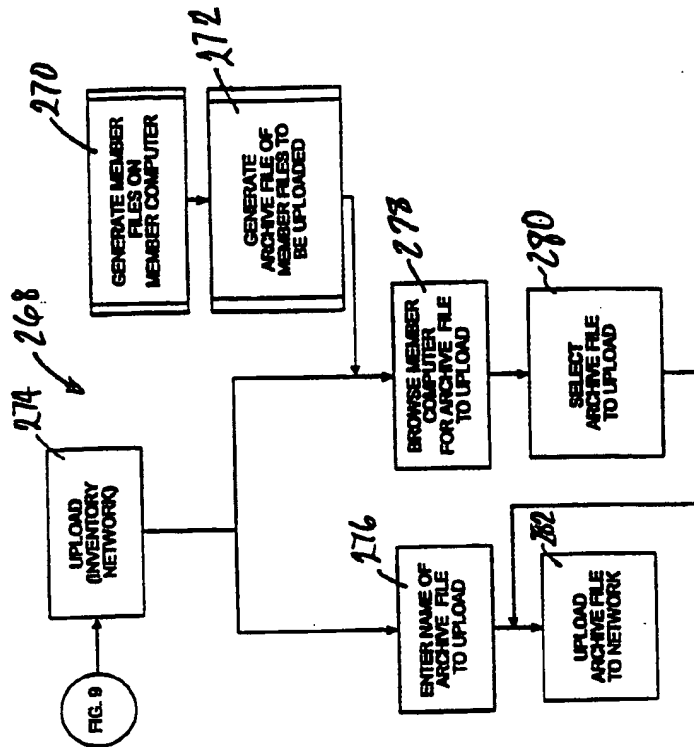 268
FIG. 9
274
UPLOAD
(INVENTORY
NETWORK)
270
GENERATE MEMBER
FILES ON
MEMBER COMPUTER
272
GENERATE
ARCHIVE FILE OF
MEMBER FILES TO
BE UPLOADED
276
ENTER NAME OF
ARCHIVE FILE
TO UPLOAD
278
BROWSE MEMBER
COMPUTER
FOR ARCHIVE FILE
TO UPLOAD
280
SELECT
ARCHIVE FILE
TO UPLOAD
282
UPLOAD
ARCHIVE FILE
TO NETWORK